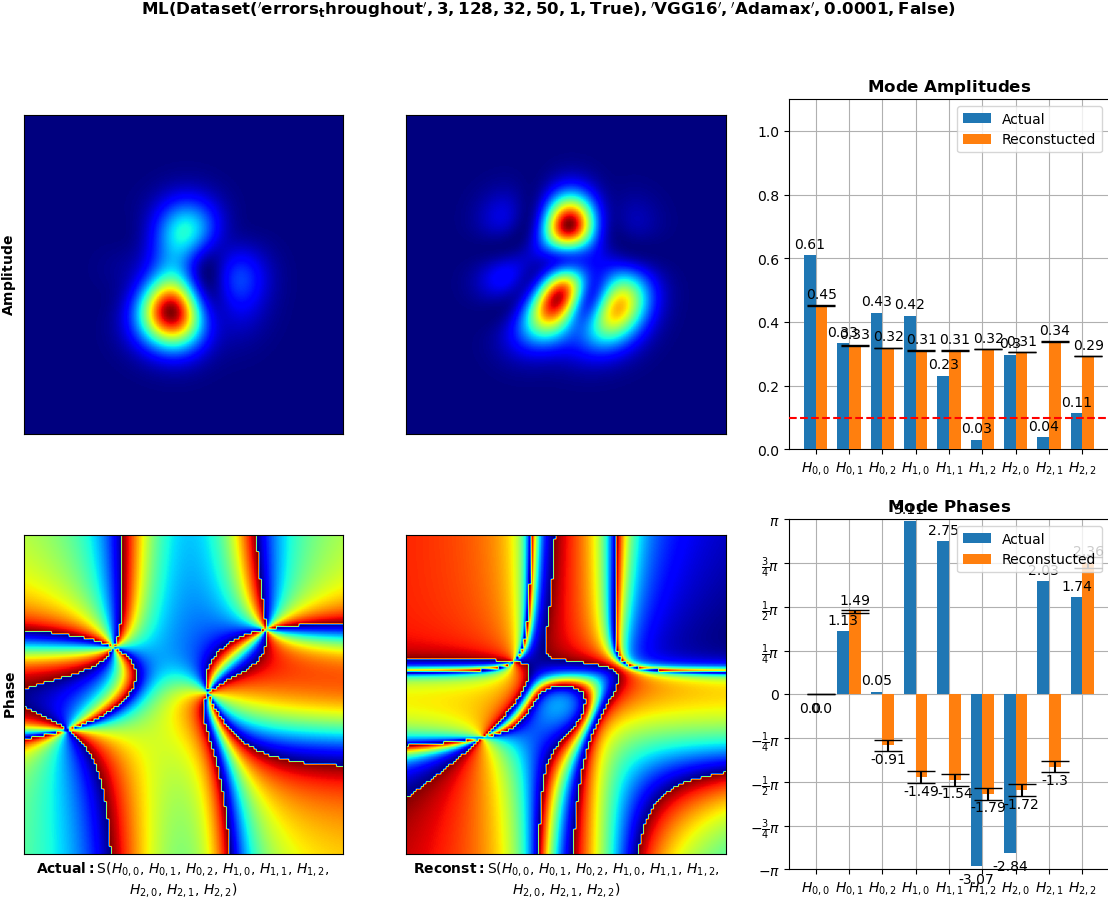 ML(Dataset('errors_throughout', 3, 128, 32, 50, 1, True), 'VGG16', 'Adamax', 0.0001, False)
Amplitude
Mode Amplitudes
Actual
Reconstucted
1.0
0.8
0.6
0.4
0.2
0.0
0.61
0.45
0.33
0.33
0.43
0.32
0.42
0.31
0.23
0.31
0.03
0.32
0.3
0.31
0.04
0.34
0.11
0.29
H0,0 H0,1 H0,2 H1,0 H1,1 H1,2 H2,0 H2,1 H2,2
Phase
Mode Phases
Actual
Reconstucted
π
3/4π
1/2π
1/4π
0
−1/4π
−1/2π
−3/4π
−π
0.0
0.0
1.13
1.49
0.05
-0.91
-1.49
2.75
-1.54
-3.07
-1.79
-2.84
-1.72
-1.3
1.74
2.36
H0,0 H0,1 H0,2 H1,0 H1,1 H1,2 H2,0 H2,1 H2,2
Actual: S(H0,0, H0,1, H0,2, H1,0, H1,1, H1,2,
H2,0, H2,1, H2,2)
Reconst: S(H0,0, H0,1, H0,2, H1,0, H1,1, H1,2,
H2,0, H2,1, H2,2)